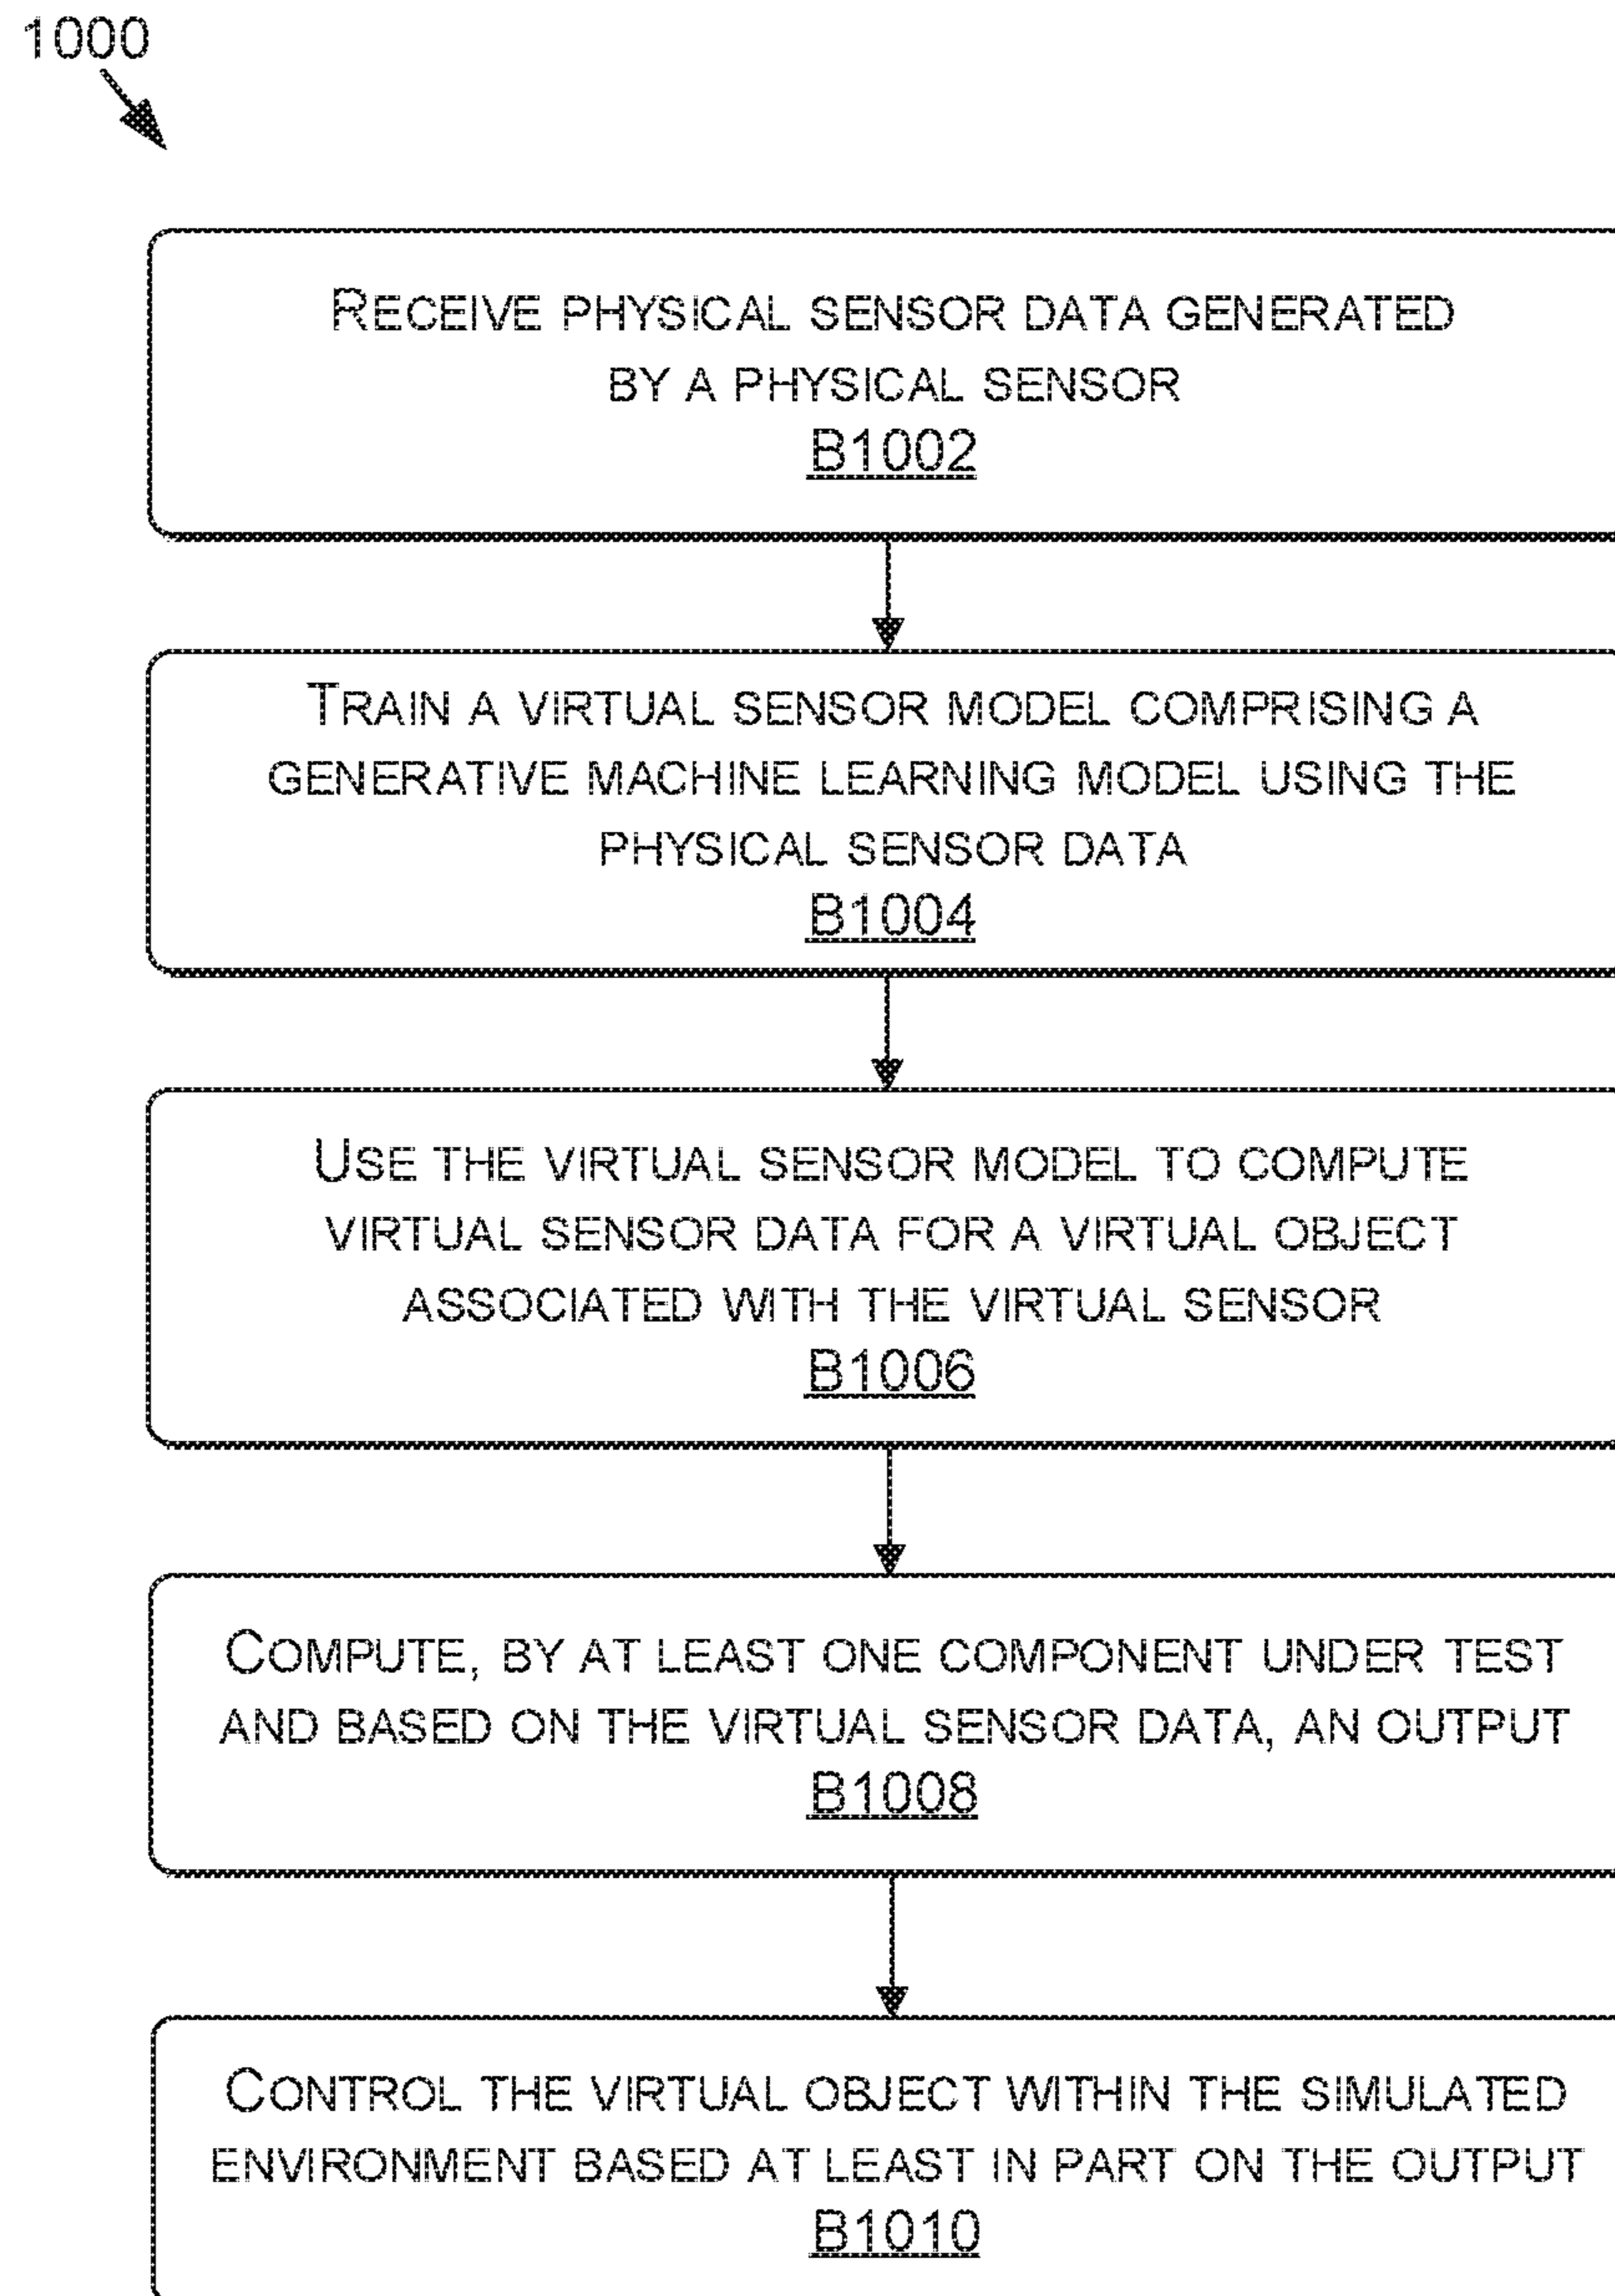 1000
RECEIVE PHYSICAL SENSOR DATA GENERATED
BY A PHYSICAL SENSOR
B1002
TRAIN A VIRTUAL SENSOR MODEL COMPRISING A
GENERATIVE MACHINE LEARNING MODEL USING THE
PHYSICAL SENSOR DATA
B1004
USE THE VIRTUAL SENSOR MODEL TO COMPUTE
VIRTUAL SENSOR DATA FOR A VIRTUAL OBJECT
ASSOCIATED WITH THE VIRTUAL SENSOR
B1006
COMPUTE, BY AT LEAST ONE COMPONENT UNDER TEST
AND BASED ON THE VIRTUAL SENSOR DATA, AN OUTPUT
B1008
CONTROL THE VIRTUAL OBJECT WITHIN THE SIMULATED
ENVIRONMENT BASED AT LEAST IN PART ON THE OUTPUT
B1010